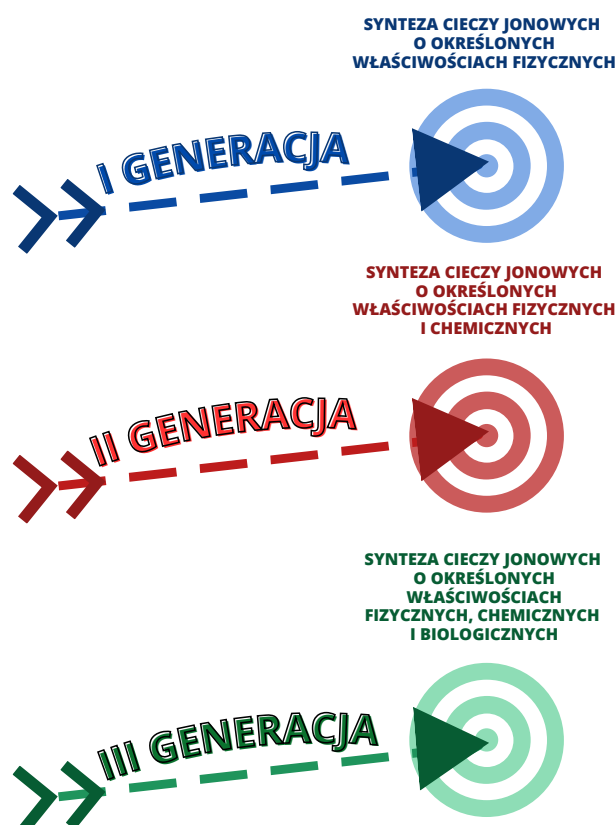 SYNTEZA CIECZY JONOWYCH
O OKREŚLONYCH
WŁAŚCIWOŚCIACH FIZYCZNYCH
I GENERACJA
SYNTEZA CIECZY JONOWYCH
O OKREŚLONYCH
WŁAŚCIWOŚCIACH FIZYCZNYCH
I CHEMICZNYCH
II GENERACJA
SYNTEZA CIECZY JONOWYCH
O OKREŚLONYCH
WŁAŚCIWOŚCIACH
FIZYCZNYCH, CHEMICZNYCH
I BIOLOGICZNYCH
III GENERACJA